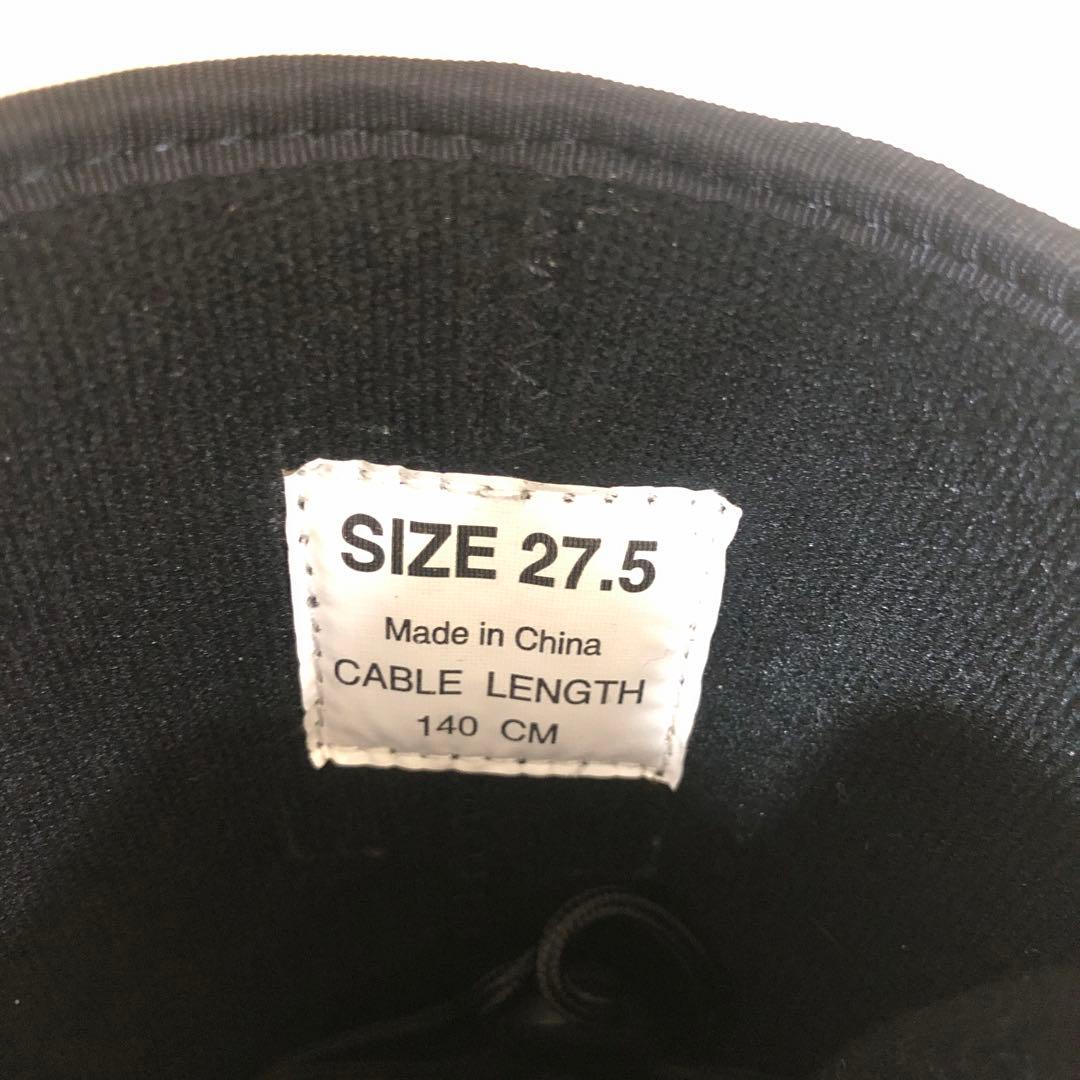 SIZE 27.5
Made in China
CABLE LENGTH
140 CM